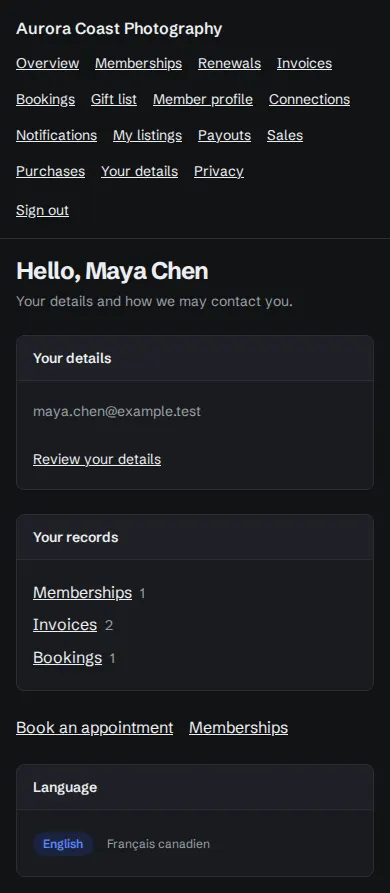 Aurora Coast Photography
Overview Memberships Renewals Invoices
Bookings Gift list Member profile Connections
Notifications My listings Payouts Sales
Purchases Your details Privacy
Sign out
Hello, Maya Chen
Your details and how we may contact you.
Your details
maya.chen@example.test
Review your details
Your records
Memberships 1
Invoices 2
Bookings 1
Book an appointment Memberships
Language
English Français canadien